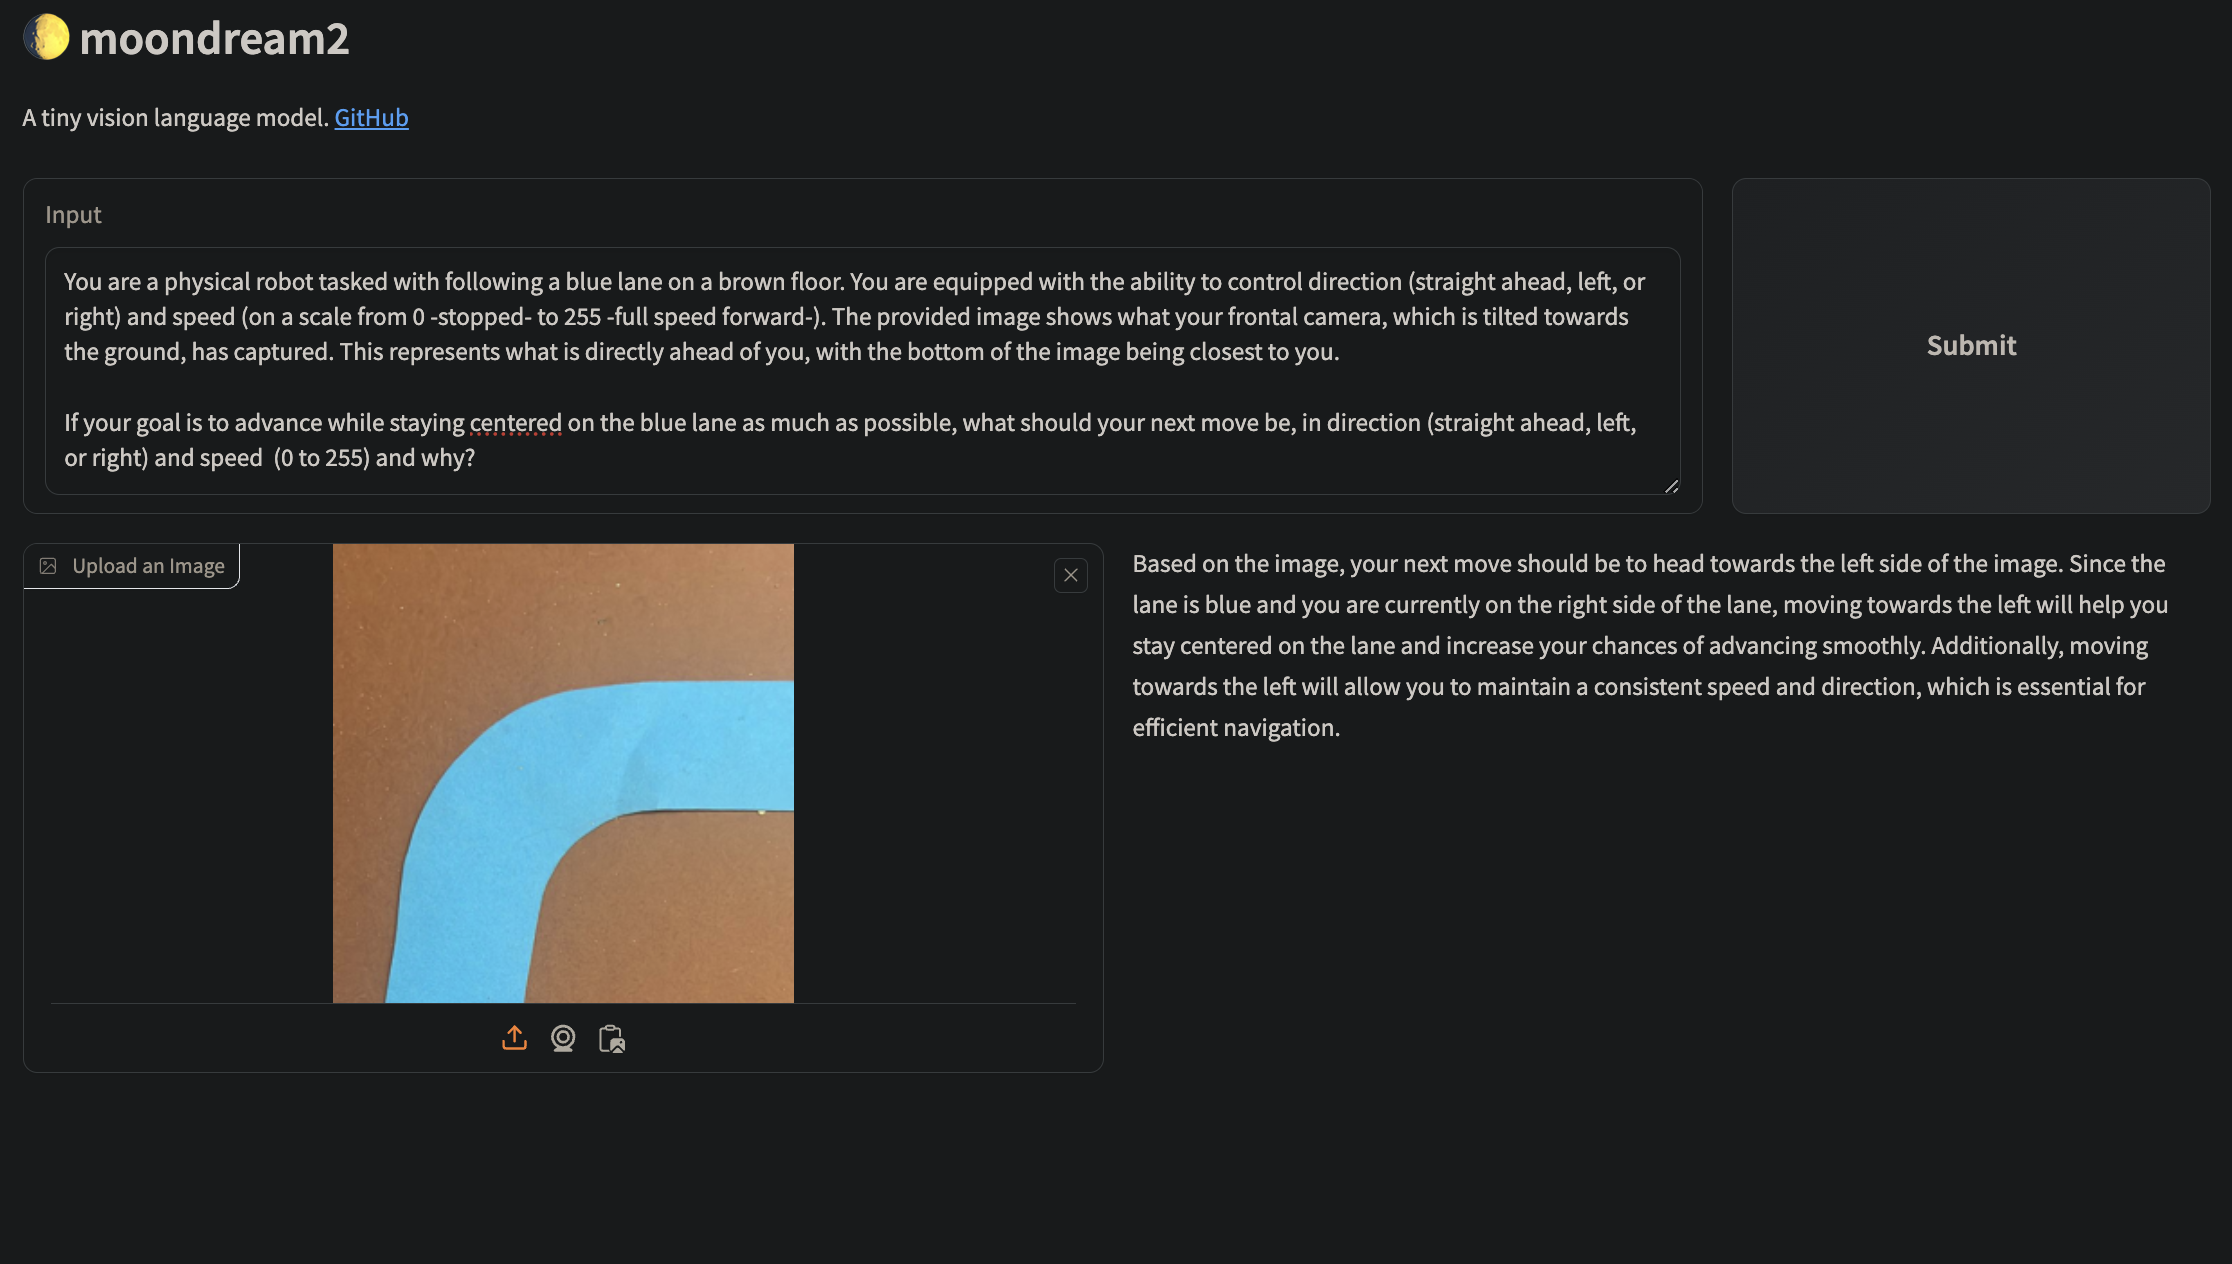 moondream2
A tiny vision language model. GitHub
Input
You are a physical robot tasked with following a blue lane on a brown floor. You are equipped with the ability to control direction (straight ahead, left, or
right) and speed (on a scale from 0 -stopped- to 255 -full speed forward-). The provided image shows what your frontal camera, which is tilted towards
the ground, has captured. This represents what is directly ahead of you, with the bottom of the image being closest to you.
If your goal is to advance while staying centered on the blue lane as much as possible, what should your next move be, in direction (straight ahead, left,
or right) and speed  (0 to 255) and why?
Submit
Upload an Image
Based on the image, your next move should be to head towards the left side of the image. Since the
lane is blue and you are currently on the right side of the lane, moving towards the left will help you
stay centered on the lane and increase your chances of advancing smoothly. Additionally, moving
towards the left will allow you to maintain a consistent speed and direction, which is essential for
efficient navigation.